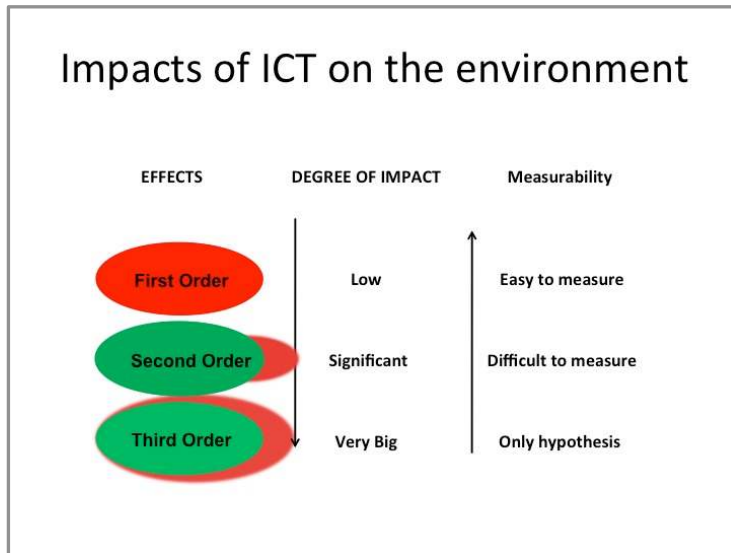 Impacts of ICT on the environment
EFFECTS DEGREE OF IMPACT Measurability
First Order Low Easy to measure
Second Order Significant Difficult to measure
Third Order Very Big Only hypothesis